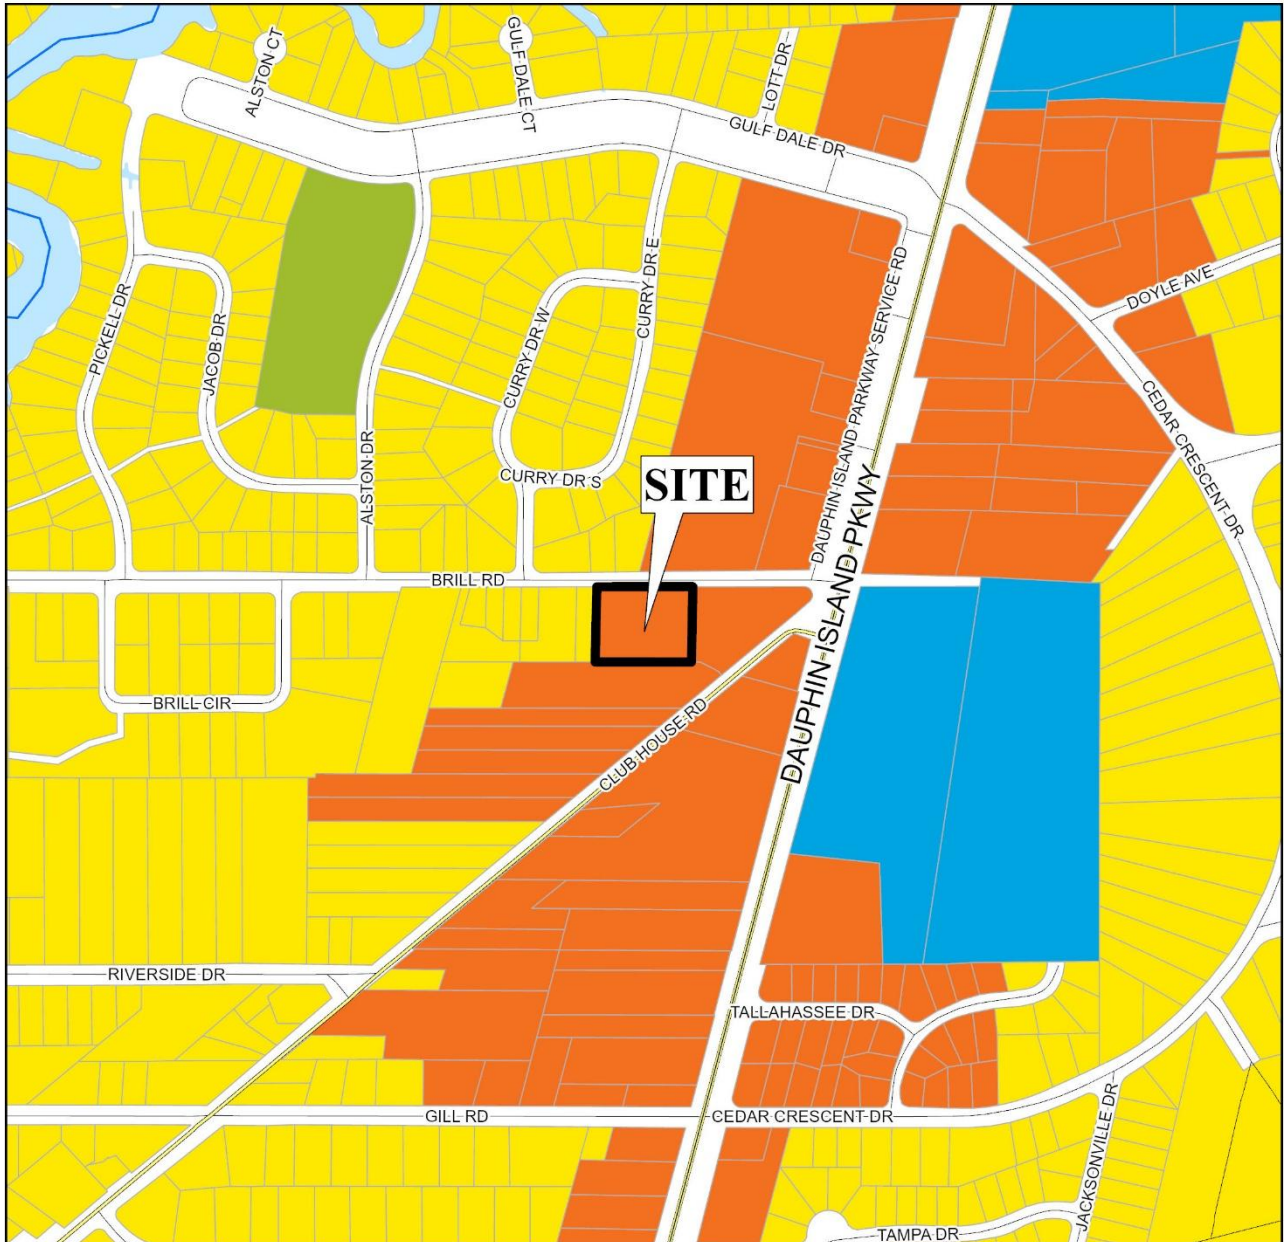 ALSTON CT
GULF DALE CT
LOTT DR
GULF DALE DR
PICKELL DR
JACOB DR
ALSTON DR
CURRY DR W
CURRY DR E
CURRY DR S
DAUPHIN ISLAND PARKWAY SERVICE RD
DOYLE AVE
CEDAR CRESCENT DR
SITE
DAUPHIN ISLAND PKWY
BRILL RD
BRILL CIR
CLUB HOUSE RD
RIVERSIDE DR
TALLAHASSEE DR
GILL RD
CEDAR CRESCENT DR
JACKSONVILLE DR
TAMPA DR